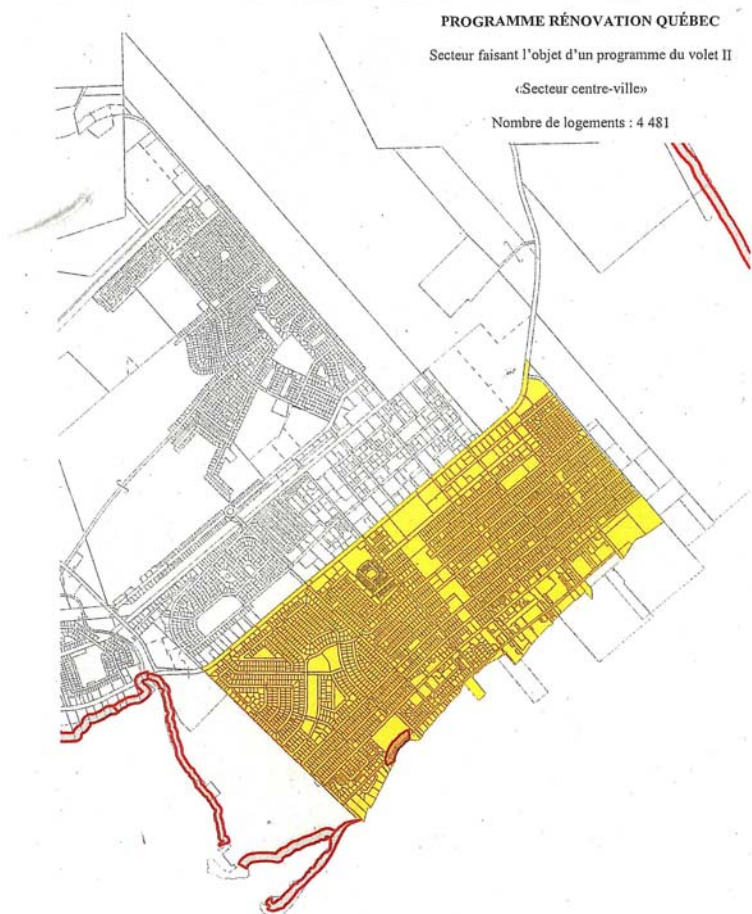 PROGRAMME RÉNOVATION QUÉBEC
Secteur faisant l'objet d'un programme du volet II
«Secteur centre-ville»
Nombre de logements : 4 481